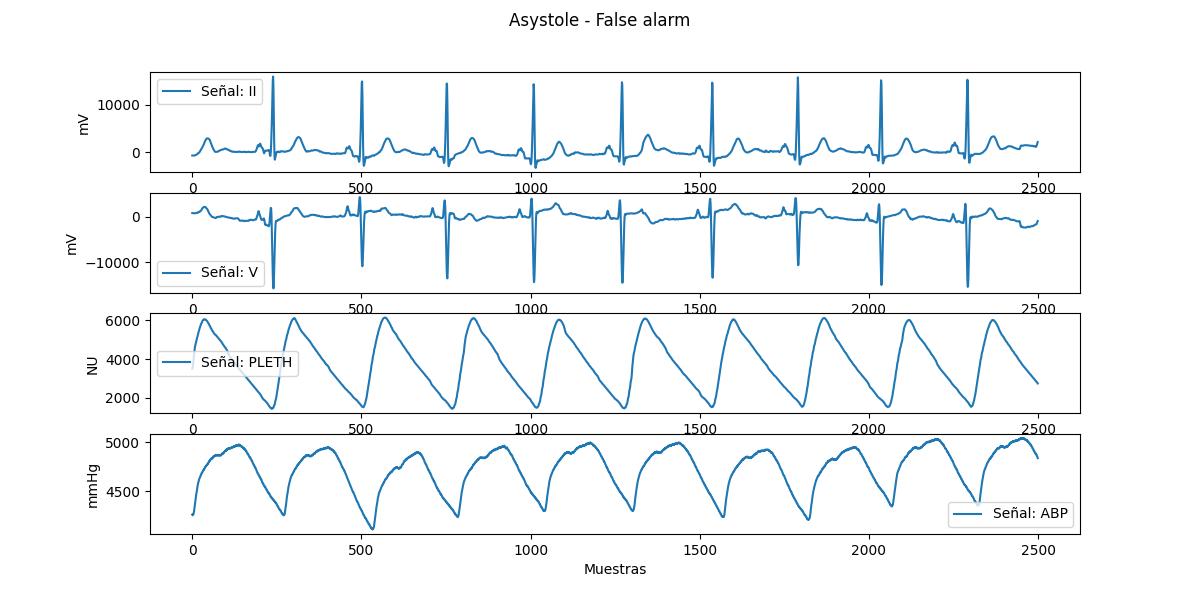 Asystole - False alarm
10000
0
mV
Señal: II
0 500 1000 1500 2000 2500
0
−10000
mV
Señal: V
0 500 1000 1500 2000 2500
6000
4000
2000
NU
Señal: PLETH
0 500 1000 1500 2000 2500
5000
4500
mmHg
Señal: ABP
0 500 1000 1500 2000 2500
Muestras